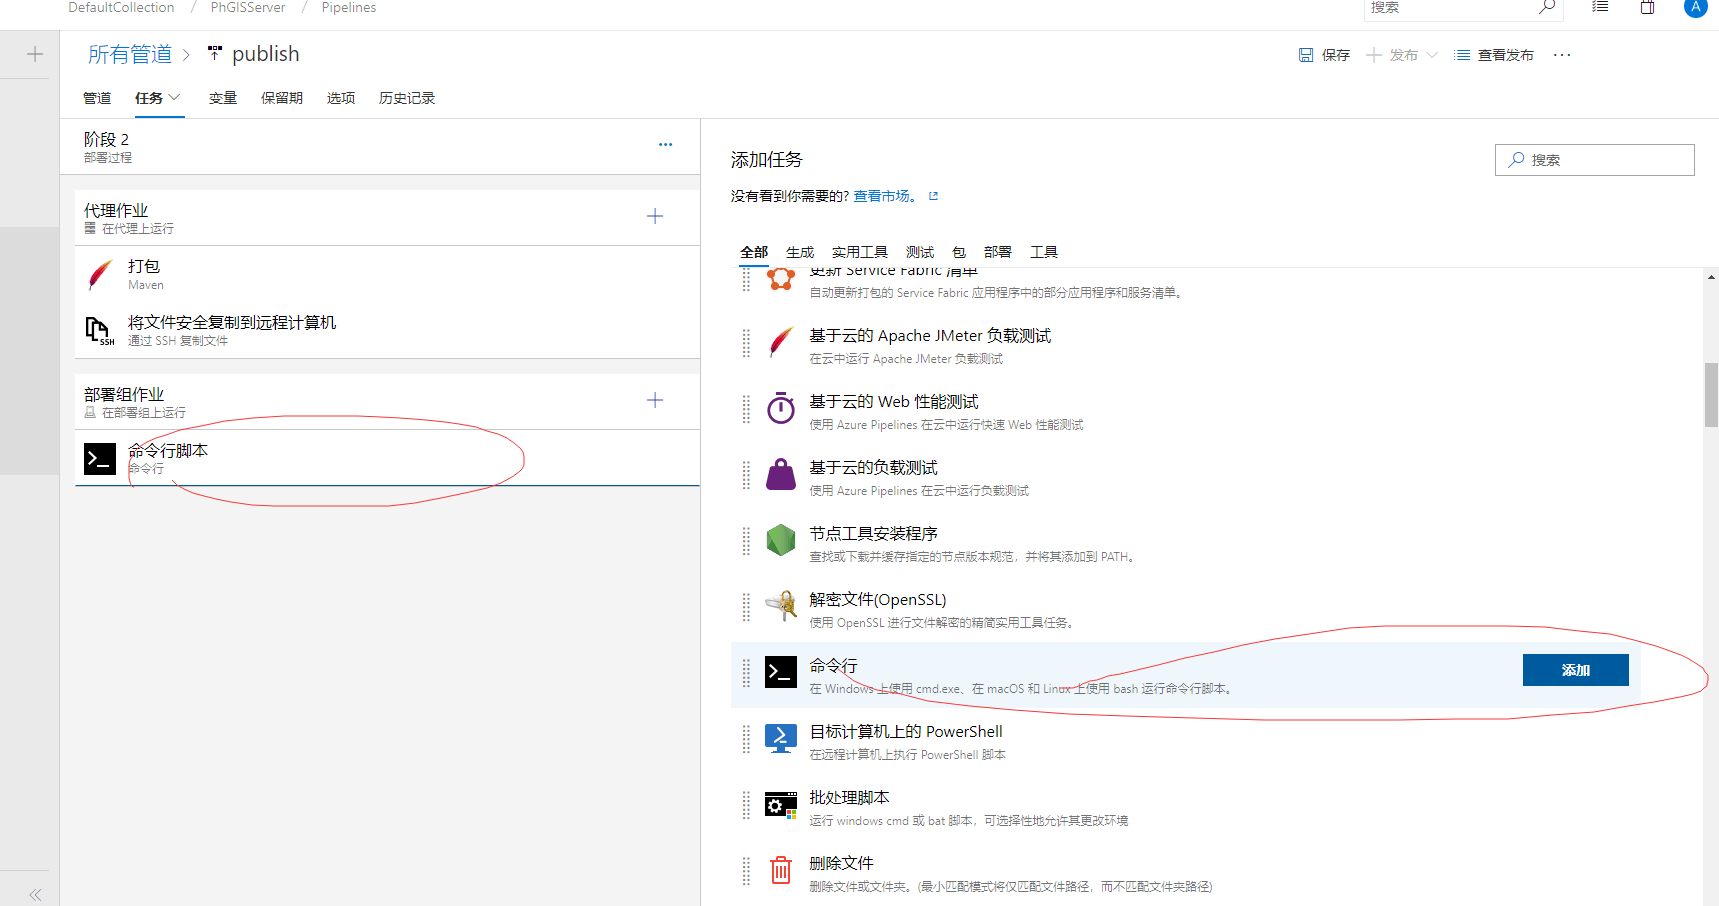 DefaultCollection / PhGISServer / Pipelines
搜索
A
所有管道 > publish
保存 发布 查看发布 ...
管道 任务 变量 保留期 选项 历史记录
阶段 2
部署过程
代理作业
在代理上运行
打包
Maven
将文件安全复制到远程计算机
SSH
通过 SSH 复制文件
部署组作业
在部署组上运行
命令行脚本
命令行
添加任务
搜索
没有看到你需要的? 查看市场。
全部 生成 实用工具 测试 包 部署 工具
更新 Service Fabric 清单
自动更新打包的 Service Fabric 应用程序中的部分应用程序和服务清单。
基于云的 Apache JMeter 负载测试
在云中运行 Apache JMeter 负载测试
基于云的 Web 性能测试
使用 Azure Pipelines 在云中运行快速 Web 性能测试
基于云的负载测试
使用 Azure Pipelines 在云中运行负载测试
节点工具安装程序
查找或下载并缓存指定的节点版本规范，并将其添加到 PATH。
解密文件(OpenSSL)
使用 OpenSSL 进行文件解密的精简实用工具任务。
命令行
添加
在 Windows 上使用 cmd.exe、在 macOS 和 Linux 上使用 bash 运行命令行脚本。
目标计算机上的 PowerShell
在远程计算机上执行 PowerShell 脚本
批处理脚本
运行 windows cmd 或 bat 脚本，可选择性地允许其更改环境
删除文件
删除文件或文件夹。(最小匹配模式将仅匹配文件路径，而不匹配文件夹路径)